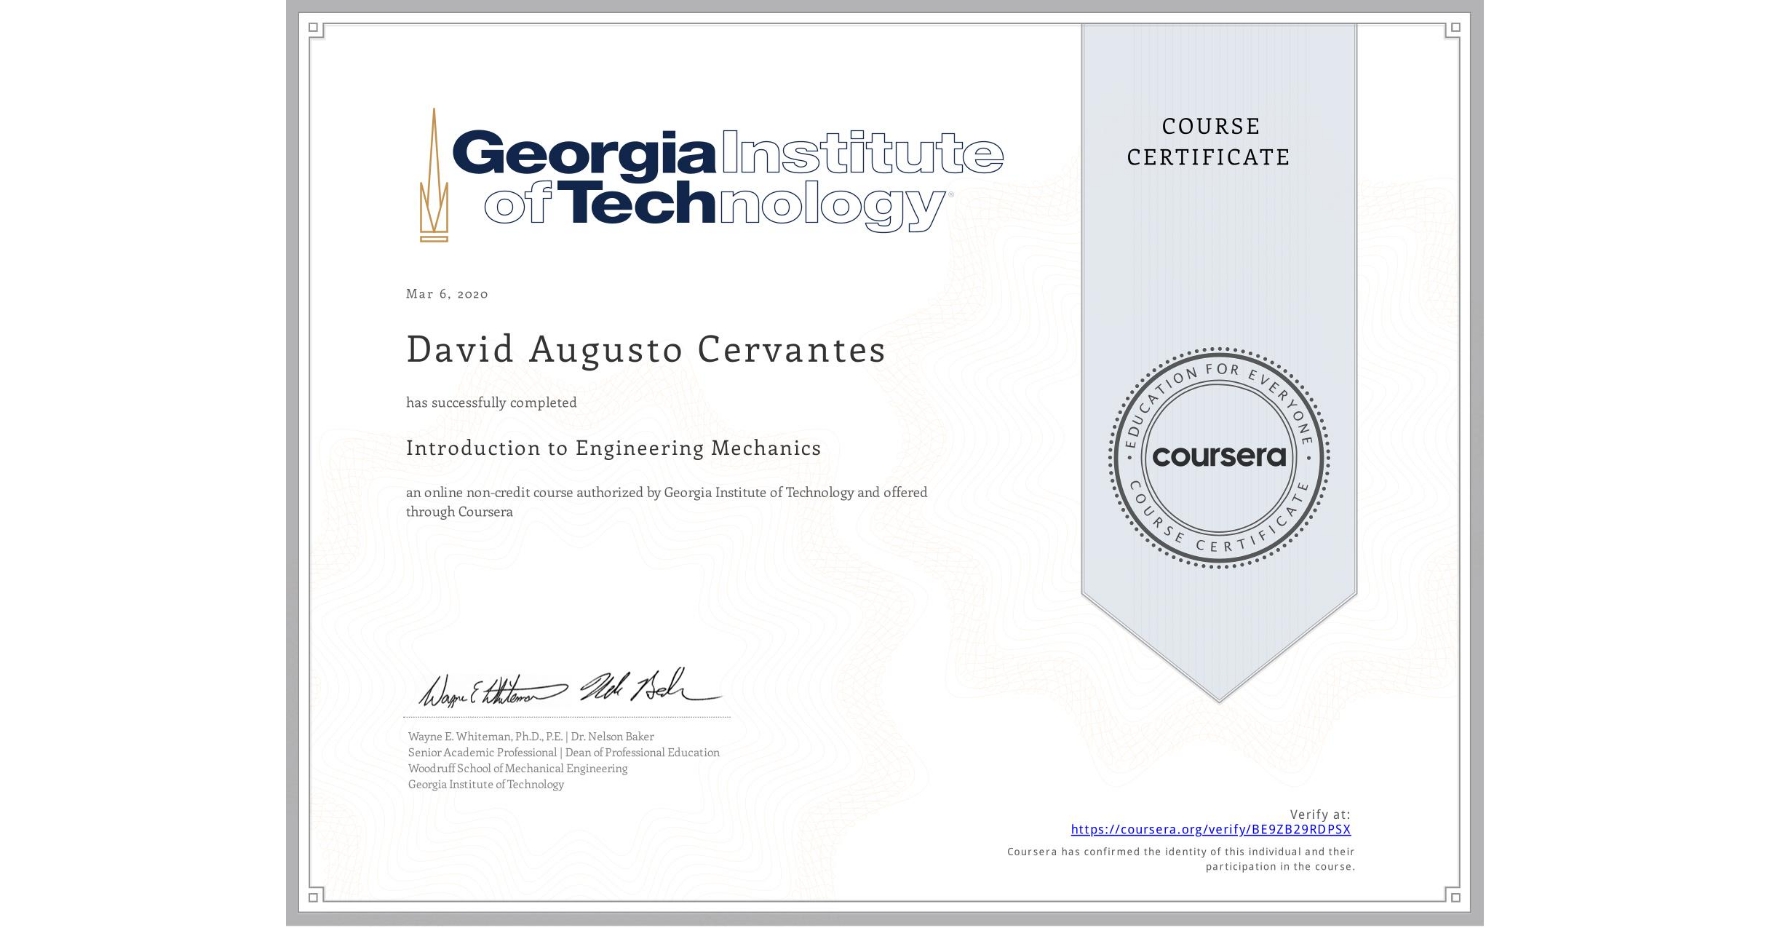 Georgia Institute
of Technology®
COURSE
CERTIFICATE
Mar 6, 2020
David Augusto Cervantes
has successfully completed
Introduction to Engineering Mechanics
an online non-credit course authorized by Georgia Institute of Technology and offered
through Coursera
EDUCATION FOR EVERYONE
coursera
COURSE CERTIFICATE
Wayne E Whiteman Nelson Baker
Wayne E. Whiteman, Ph.D., P.E. | Dr. Nelson Baker
Senior Academic Professional | Dean of Professional Education
Woodruff School of Mechanical Engineering
Georgia Institute of Technology
Verify at:
https://coursera.org/verify/BE9ZB29RDPSX
Coursera has confirmed the identity of this individual and their
participation in the course.